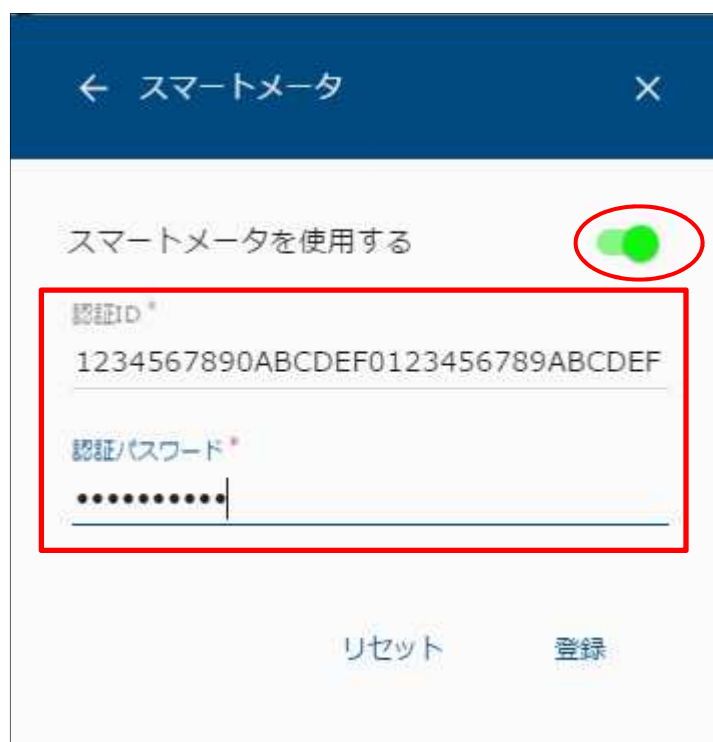 ← スマートメータ ×
スマートメータを使用する
認証ID *
1234567890ABCDEF0123456789ABCDEF
認証パスワード *
••••••••••
リセット 登録